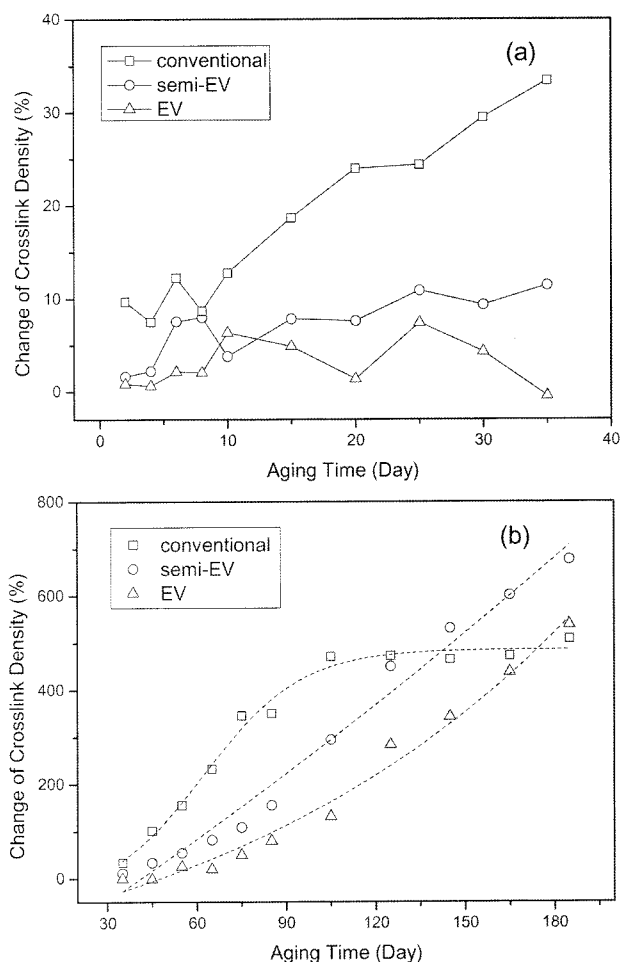 40
(a)
conventional
semi-EV
EV
30
20
10
0
Change of Crosslink Density (%)
0 10 20 30 40
Aging Time (Day)
800
(b)
conventional
semi-EV
EV
600
400
200
0
Change of Crosslink Density (%)
30 60 90 120 150 180
Aging Time (Day)